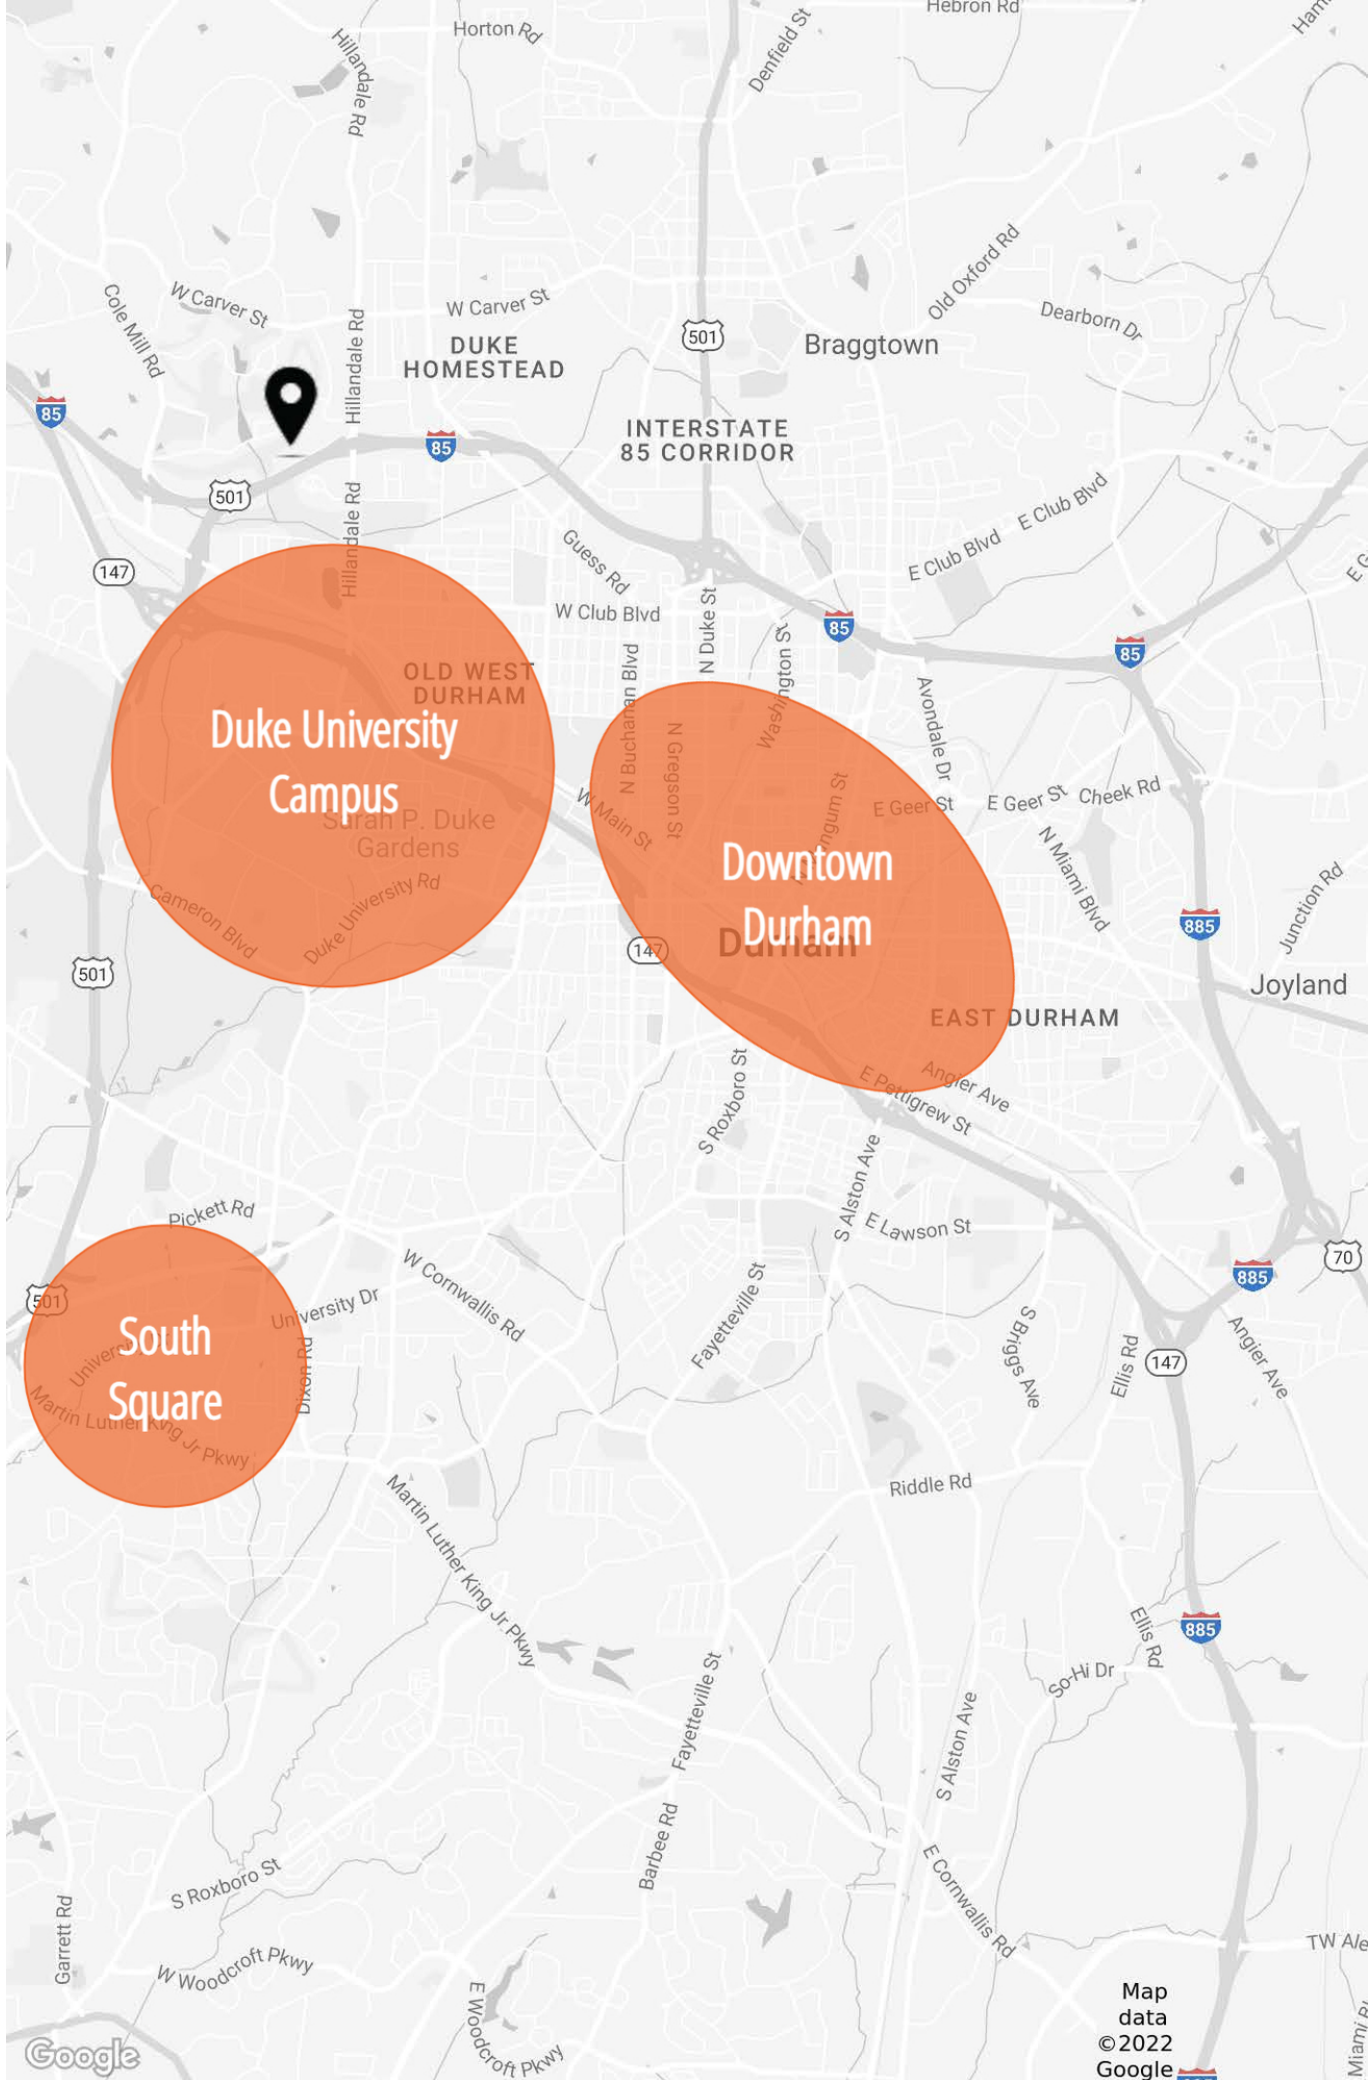 Hebron Rd
Horton Rd
Denfield St
Hillandale Rd
Old Oxford Rd
W Carver St
W Carver St
Cole Mill Rd
Hillandale Rd
Dearborn Dr
501
DUKE
HOMESTEAD
Braggtown
85
85
INTERSTATE
85 CORRIDOR
501
Hillandale Rd
E Club Blvd
E Club Blvd
Guess Rd
147
W Club Blvd
N Duke St
Washington St
85
85
OLD WEST
DURHAM
N Buchanan Blvd
N Gregson St
Avondale Dr
Duke University
Campus
Sarah P. Duke
Gardens
W Main St
E Geer St
E Geer St
Cheek Rd
N Miami Blvd
Downtown
Durham
Durham
Duke University Rd
Cameron Blvd
147
885
Junction Rd
501
Joyland
EAST DURHAM
S Roxboro St
Angier Ave
E Pettigrew St
S Alston Ave
E Lawson St
Pickett Rd
W Cornwallis Rd
Fayetteville St
70
885
501
University Dr
South
Square
Dixon Rd
Martin Luther King Jr Pkwy
S Briggs Ave
Ellis Rd
147
Angier Ave
Riddle Rd
Martin Luther King Jr Pkwy
Ellis Rd
885
So-Hi Dr
Fayetteville St
S Alston Ave
Barbee Rd
S Roxboro St
E Cornwallis Rd
Garrett Rd
W Woodcroft Pkwy
E Woodcroft Pkwy
TW Ale
Map
data
©2022
Google
Google